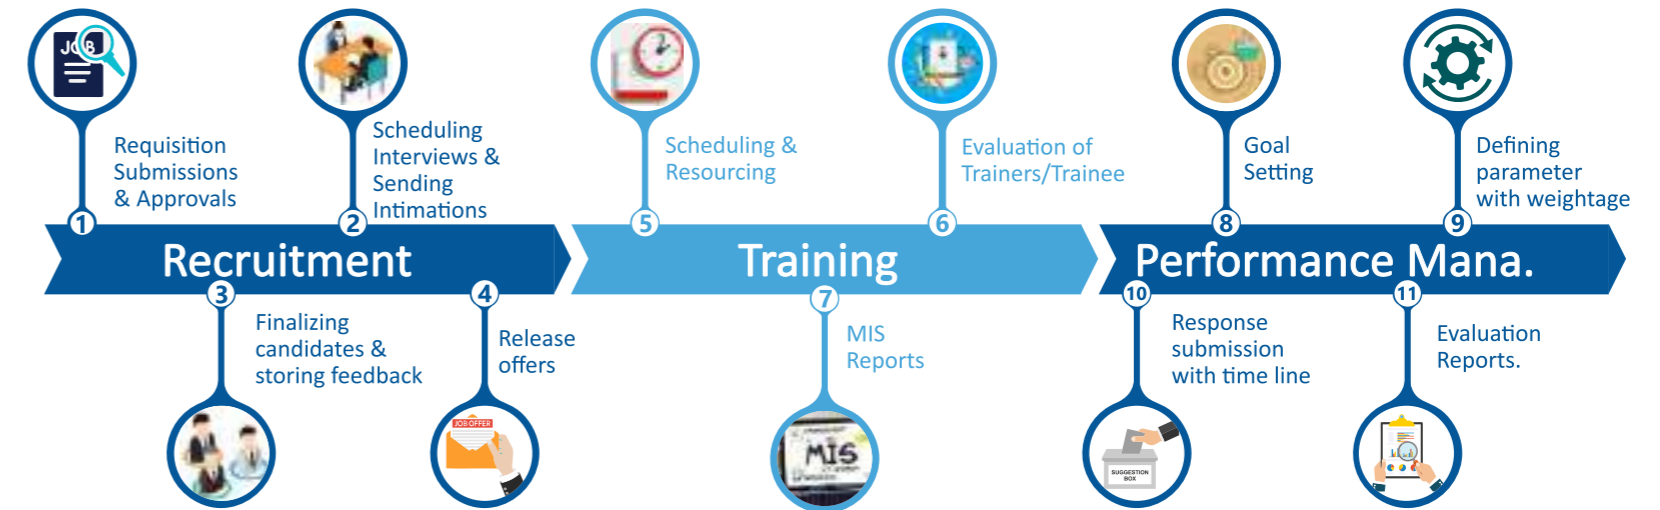 JOB
1
Requisition
Submissions
& Approvals
2
Scheduling
Interviews &
Sending
Intimations
5
Scheduling &
Resourcing
6
Evaluation of
Trainers/Trainee
8
Goal
Setting
9
Defining
parameter
with weightage
Recruitment
Training
Performance Mana.
3
Finalizing
candidates &
storing feedback
4
Release
offers
JOB OFFER
7
MIS
Reports
MIS
10
Response
submission
with time line
SUGGESTION
BOX
11
Evaluation
Reports.